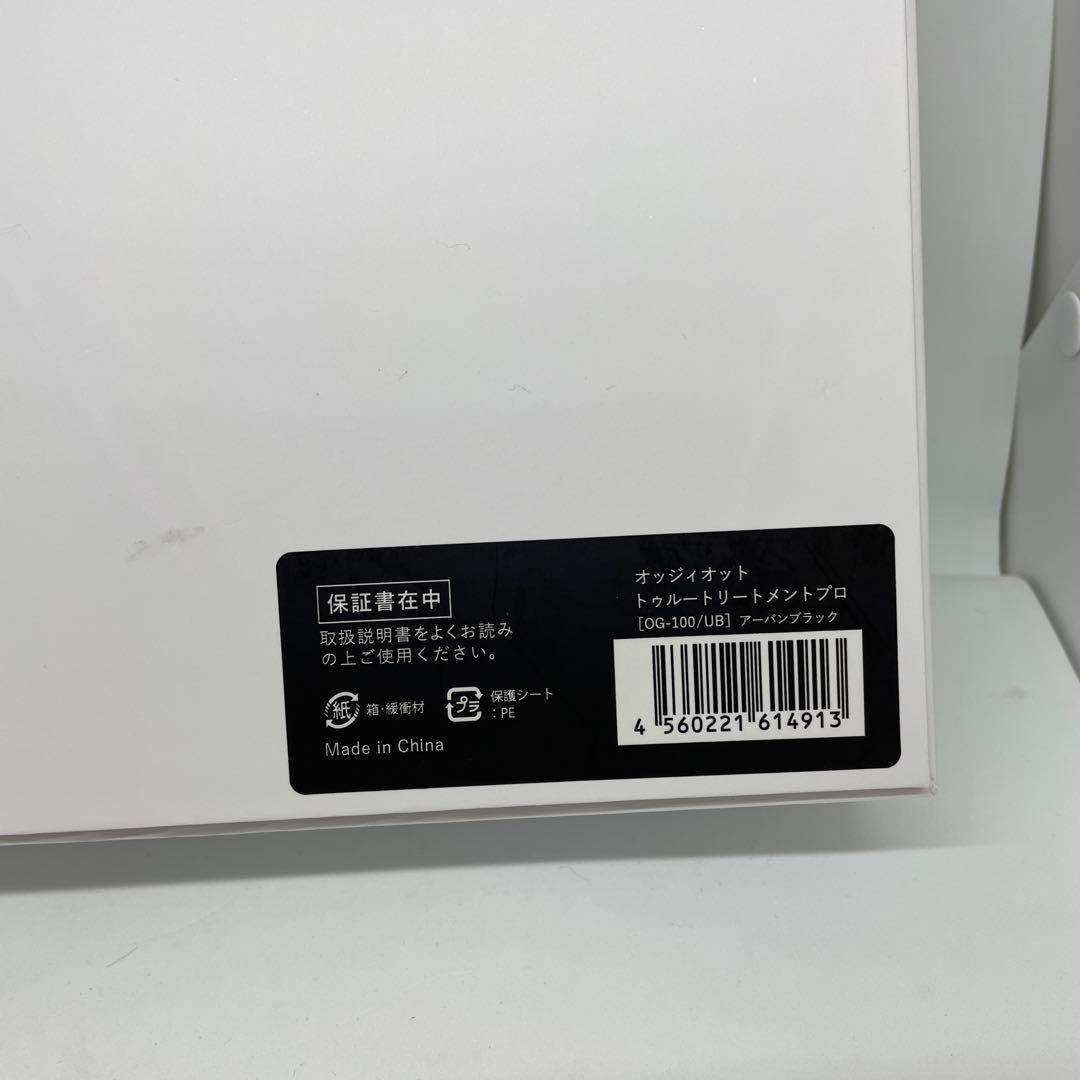 保証書在中
取扱説明書をよくお読み
の上ご使用ください。
紙 箱・緩衝材
プラ 保護シート
:PE
Made in China
オッジィオット
トゥルートリートメントプロ
[OG-100/UB] アーバンブラック
4 560221 614913